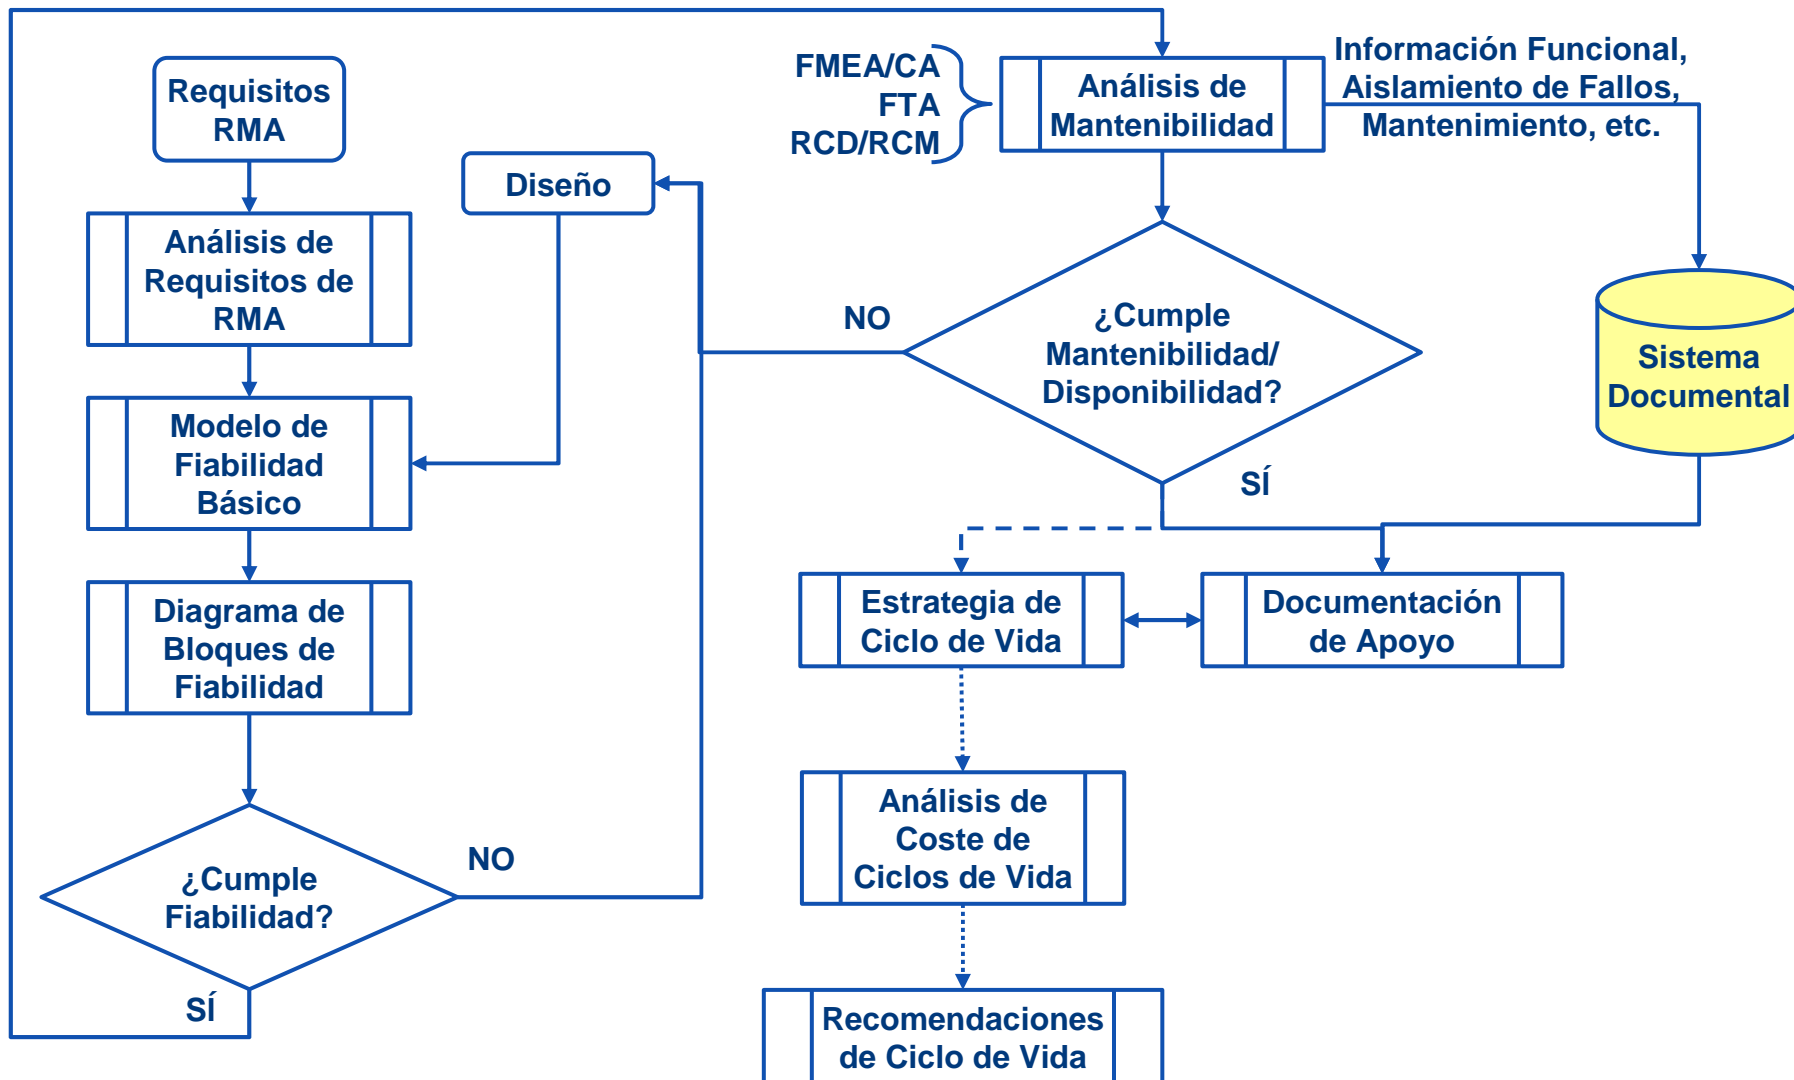 Requisitos
RMA
Análisis de
Requisitos de
RMA
Modelo de
Fiabilidad
Básico
Diagrama de
Bloques de
Fiabilidad
¿Cumple
Fiabilidad?
NO
SÍ
Diseño
FMEA/CA
FTA
RCD/RCM
Análisis de
Mantenibilidad
Información Funcional,
Aislamiento de Fallos,
Mantenimiento, etc.
NO
¿Cumple
Mantenibilidad/
Disponibilidad?
SÍ
Sistema
Documental
Estrategia de
Ciclo de Vida
Documentación
de Apoyo
Análisis de
Coste de
Ciclos de Vida
Recomendaciones
de Ciclo de Vida